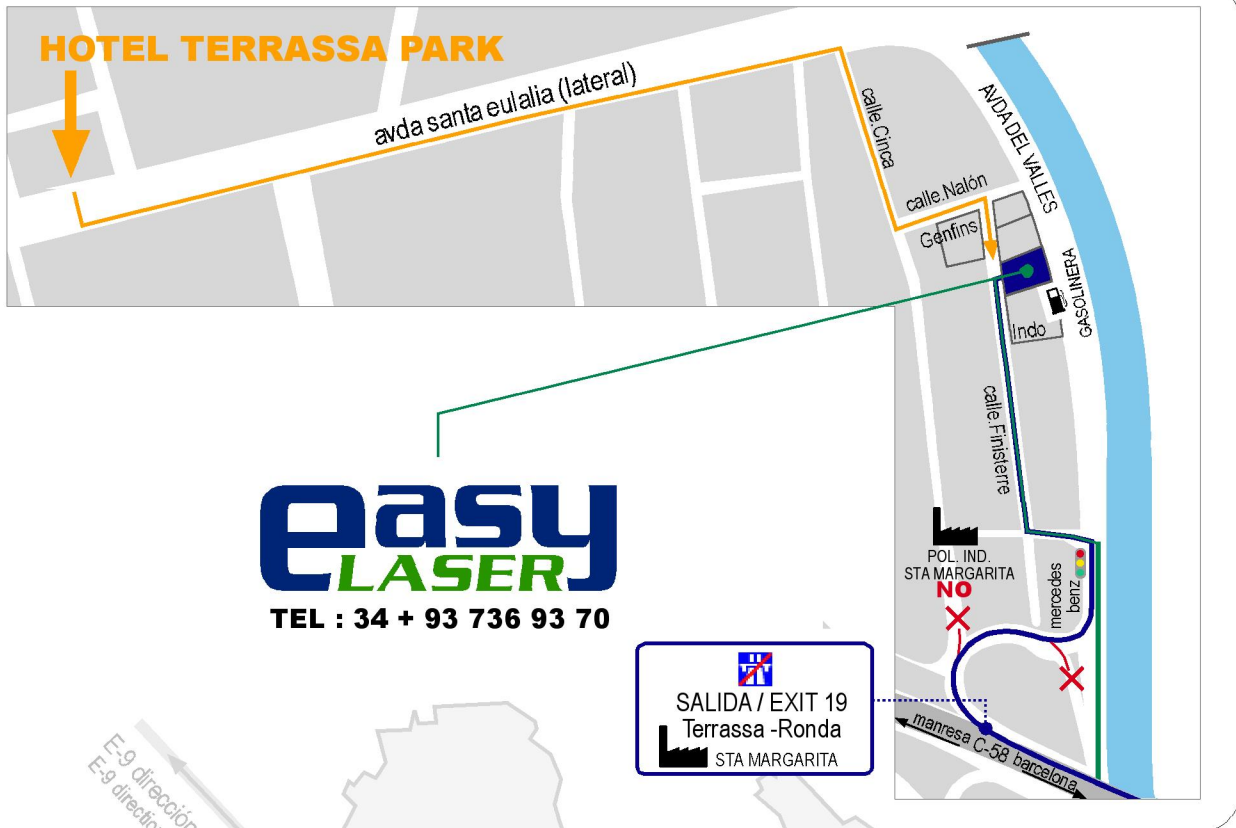 HOTEL TERRASSA PARK
avda santa eulalia (lateral)
calle.Cinca
AVDA DEL VALLES
calle.Nalón
Genfins
GASOLINERA
Indo
calle.Finisterre
easy
LASER
TEL : 34 + 93 736 93 70
POL. IND.
STA MARGARITA
NO
mercedes
benz
SALIDA / EXIT 19
Terrassa -Ronda
STA MARGARITA
manresa C-58 barcelona
E-9 dirección
E-9 direction